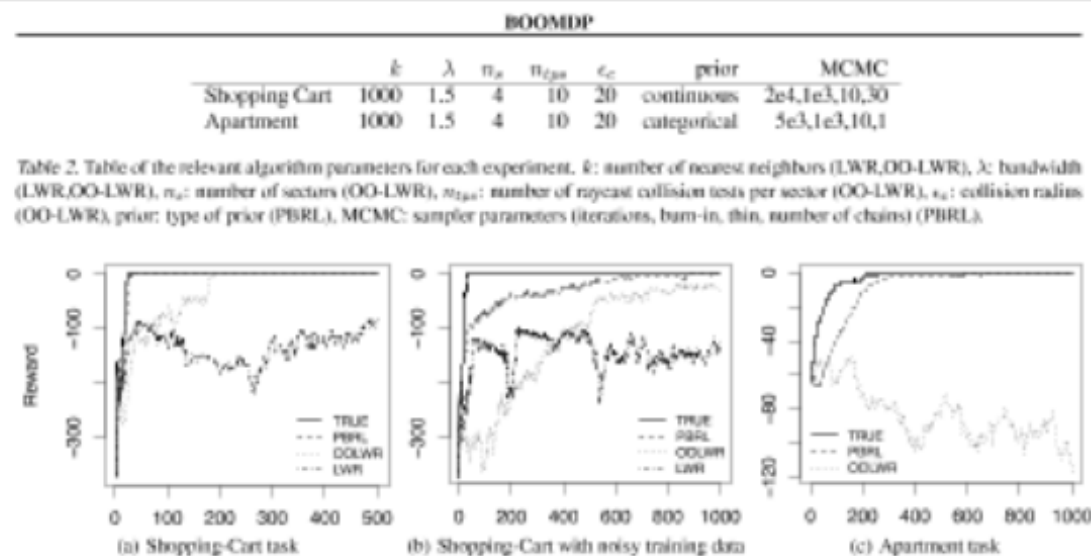 BOOMDP
k λ n_s n_tps ε_c prior MCMC
Shopping Cart 1000 1.5 4 10 20 continuous 2e4,1e3,10,30
Apartment 1000 1.5 4 10 20 categorical 5e3,1e3,10,1
Table 2. Table of the relevant algorithm parameters for each experiment. k: number of nearest neighbors (LWR,OO-LWR), λ: bandwidth
(LWR,OO-LWR), n_s: number of sectors (OO-LWR), n_tps: number of raycast collision tests per sector (OO-LWR), ε_c: collision radius
(OO-LWR), prior: type of prior (PBRL), MCMC: sampler parameters (iterations, burn-in, thin, number of chains) (PBRL).
Reward
0
-100
-300
TRUE
PBRL
OOLWR
LWR
0 100 200 300 400 500
(a) Shopping-Cart task
0
-100
-300
TRUE
PBRL
OOLWR
LWR
0 200 400 600 800 1000
(b) Shopping-Cart with noisy training data
0
-40
-80
-120
TRUE
PBRL
OOLWR
0 200 400 600 800 1000
(c) Apartment task